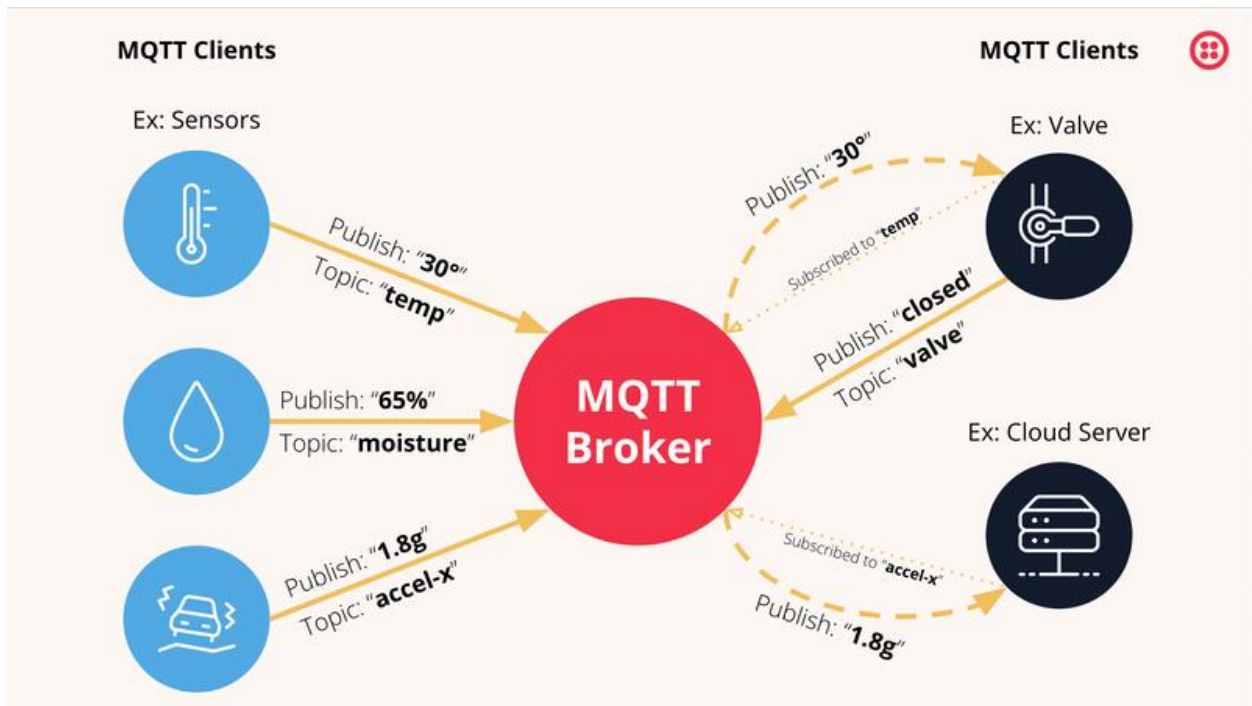 MQTT Clients
Ex: Sensors
Publish: “30°”
Topic: “temp”
Publish: “65%”
Topic: “moisture”
Publish: “1.8g”
Topic: “accel-x”
MQTT
Broker
MQTT Clients
Ex: Valve
Publish: “30°”
Subscribed to “temp”
Publish: “closed”
Topic: “valve”
Ex: Cloud Server
Subscribed to “accel-x”
Publish: “1.8g”